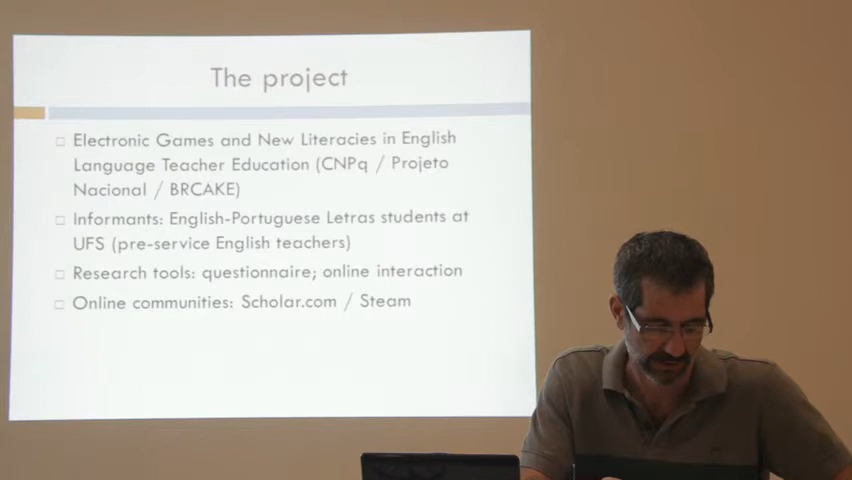 The project
Electronic Games and New Literacies in English
Language Teacher Education (CNPq / Projeto
Nacional / BRCAKE)
Informants: English-Portuguese Letras students at
UFS (pre-service English teachers)
Research tools: questionnaire; online interaction
Online communities: Scholar.com / Steam